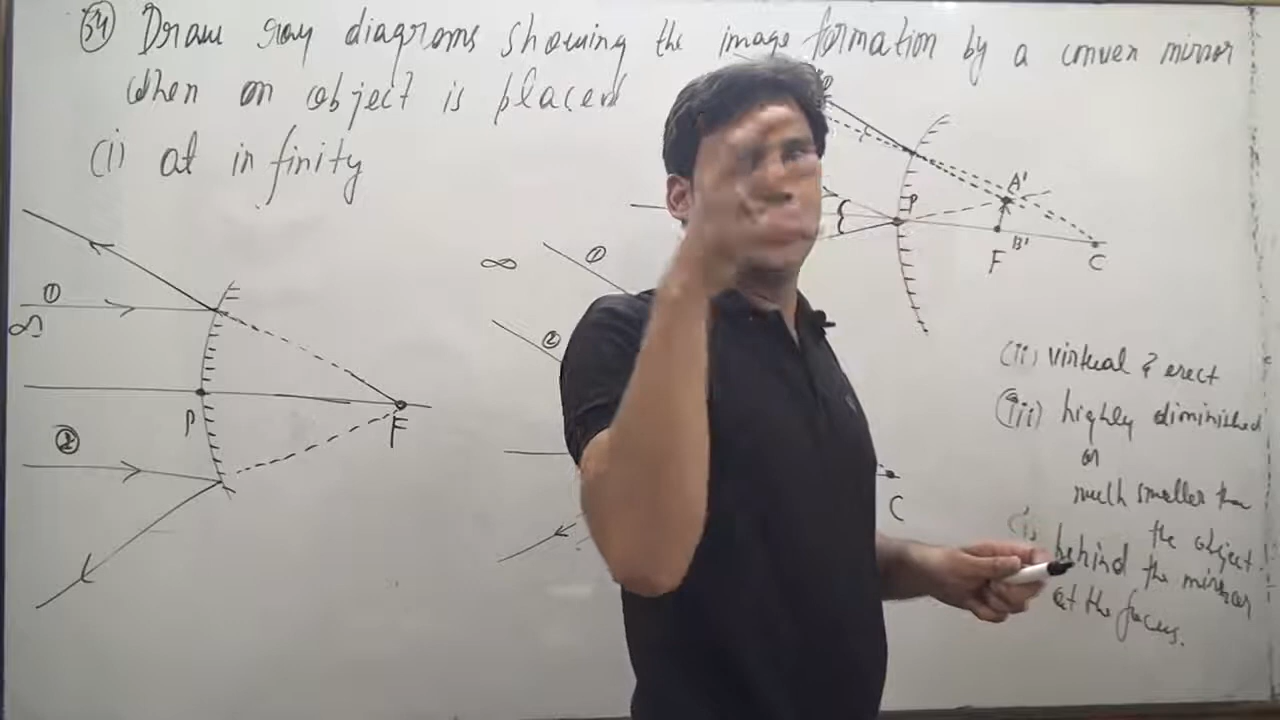 (34) Draw ray diagrams showing the image formation by a convex mirror
when an object is placed
(i) at infinity
①
∞
P
②
F
∞
①
②
P
A'
B'
F
C
C
(ii) virtual & erect
(iii) highly diminished
or
much smaller than
the object.
(i) behind the mirror
at the focus.